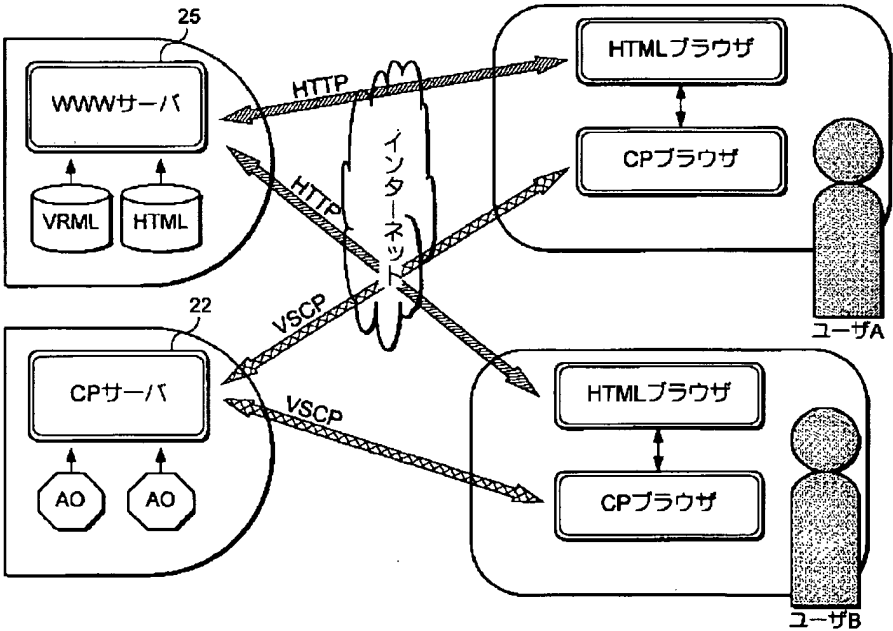 25
WWWサーバ
VRML
HTML
HTTP
HTTP
インターネット
HTMLブラウザ
CPブラウザ
ユーザA
22
CPサーバ
AO
AO
VSCP
VSCP
HTMLブラウザ
CPブラウザ
ユーザB